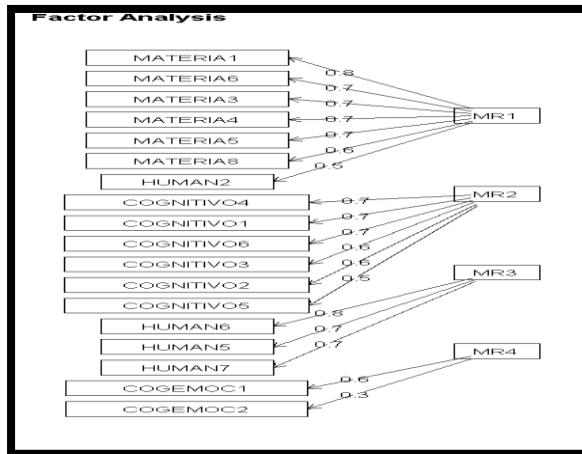 Factor Analysis
MATERIA1
0.8
MATERIA6
0.7
MATERIA3
0.7
MR1
MATERIA4
0.7
MATERIA5
0.7
MATERIA8
0.6
HUMAN2
0.5
COGNITIVO4
0.7
MR2
COGNITIVO1
0.7
COGNITIVO6
0.7
COGNITIVO3
0.6
COGNITIVO2
0.6
MR3
COGNITIVO5
0.5
HUMAN6
0.8
HUMAN5
0.7
MR4
HUMAN7
0.7
COGEMOC1
0.6
COGEMOC2
0.3